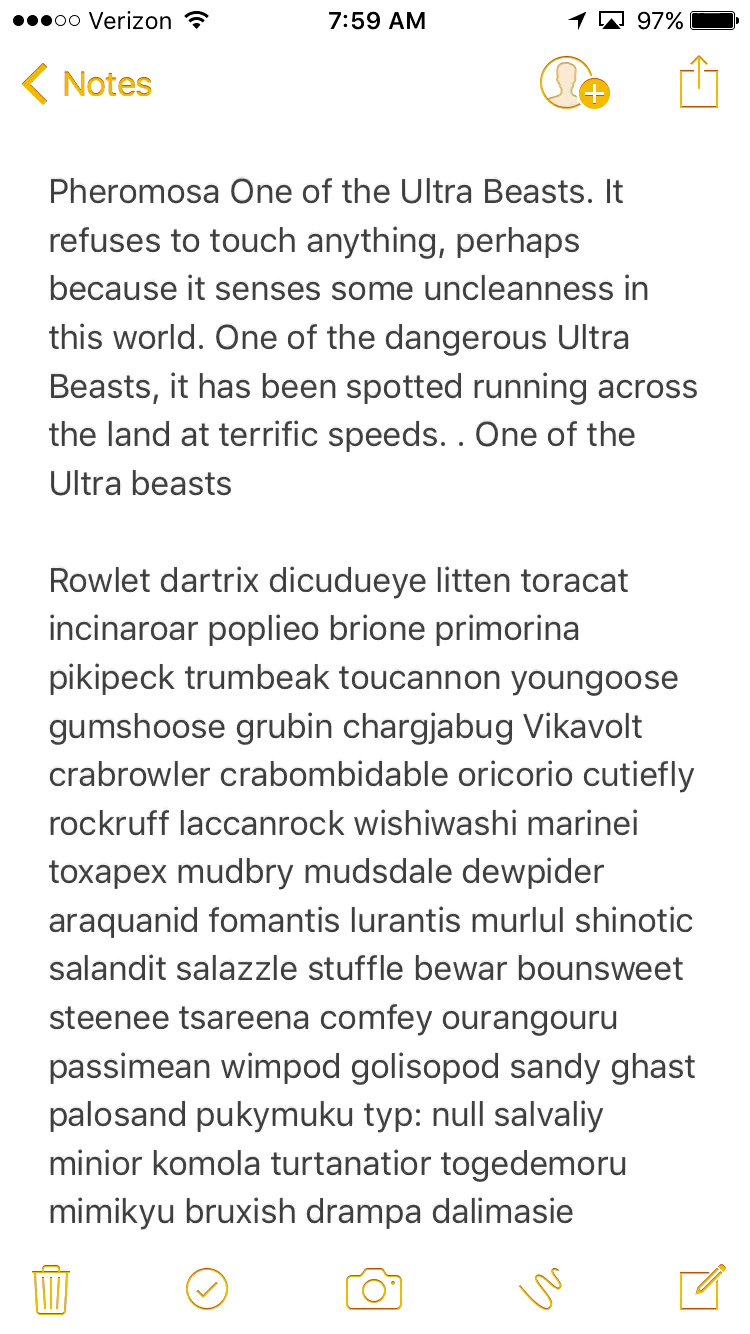 Verizon 7:59 AM 97%
Notes
Pheromosa One of the Ultra Beasts. It
refuses to touch anything, perhaps
because it senses some uncleanness in
this world. One of the dangerous Ultra
Beasts, it has been spotted running across
the land at terrific speeds. . One of the
Ultra beasts
Rowlet dartrix dicudueye litten toracat
incinaroar poplieo brione primorina
pikipeck trumbeak toucannon youngoose
gumshoose grubin chargjabug Vikavolt
crabrowler crabombidable oricorio cutiefly
rockruff laccanrock wishiwashi marinei
toxapex mudbry mudsdale dewpider
araquanid fomantis lurantis murlul shinotic
salandit salazzle stuffle bewar bounsweet
steenee tsareena comfey ourangouru
passimean wimpod golisopod sandy ghast
palosand pukymuku typ: null salvaliy
minior komola turtanatior togedemoru
mimikyu bruxish drampa dalimasie